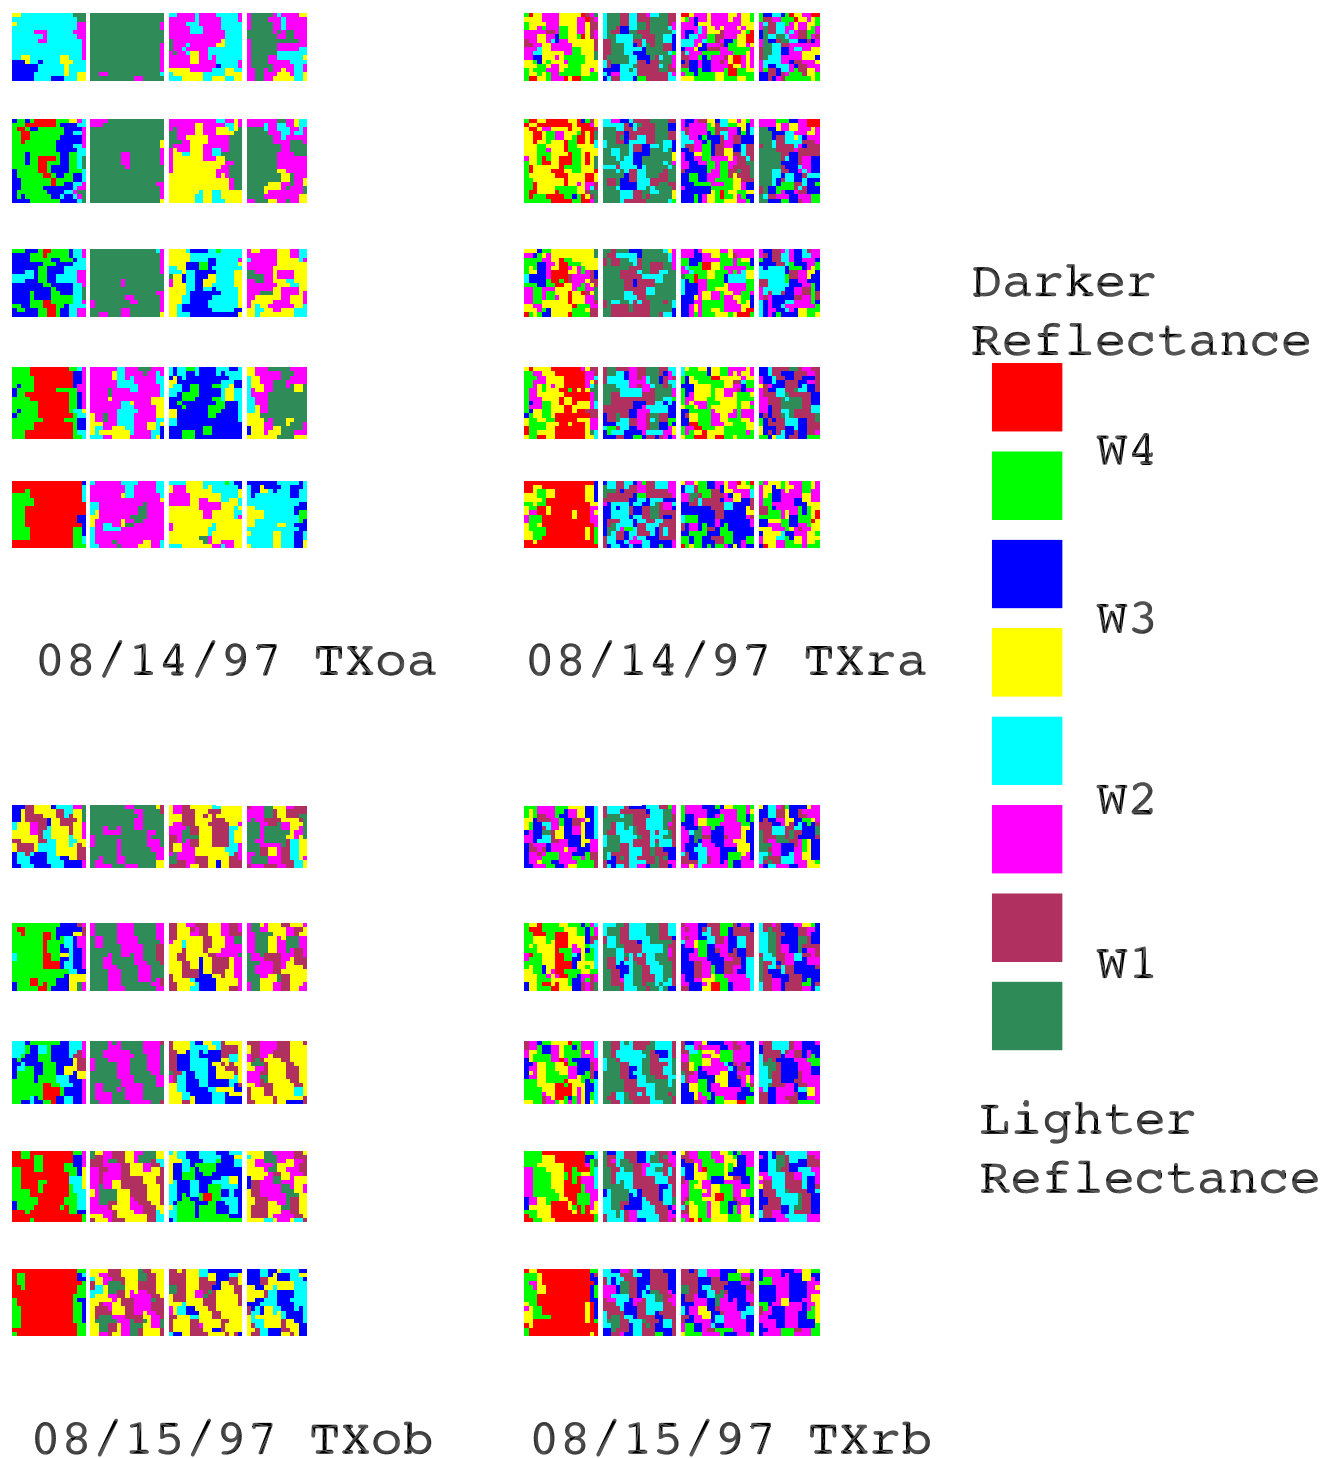 Darker
Reflectance
W4
W3
W2
W1
Lighter
Reflectance
08/14/97 TXoa
08/14/97 TXra
08/15/97 TXob
08/15/97 TXrb